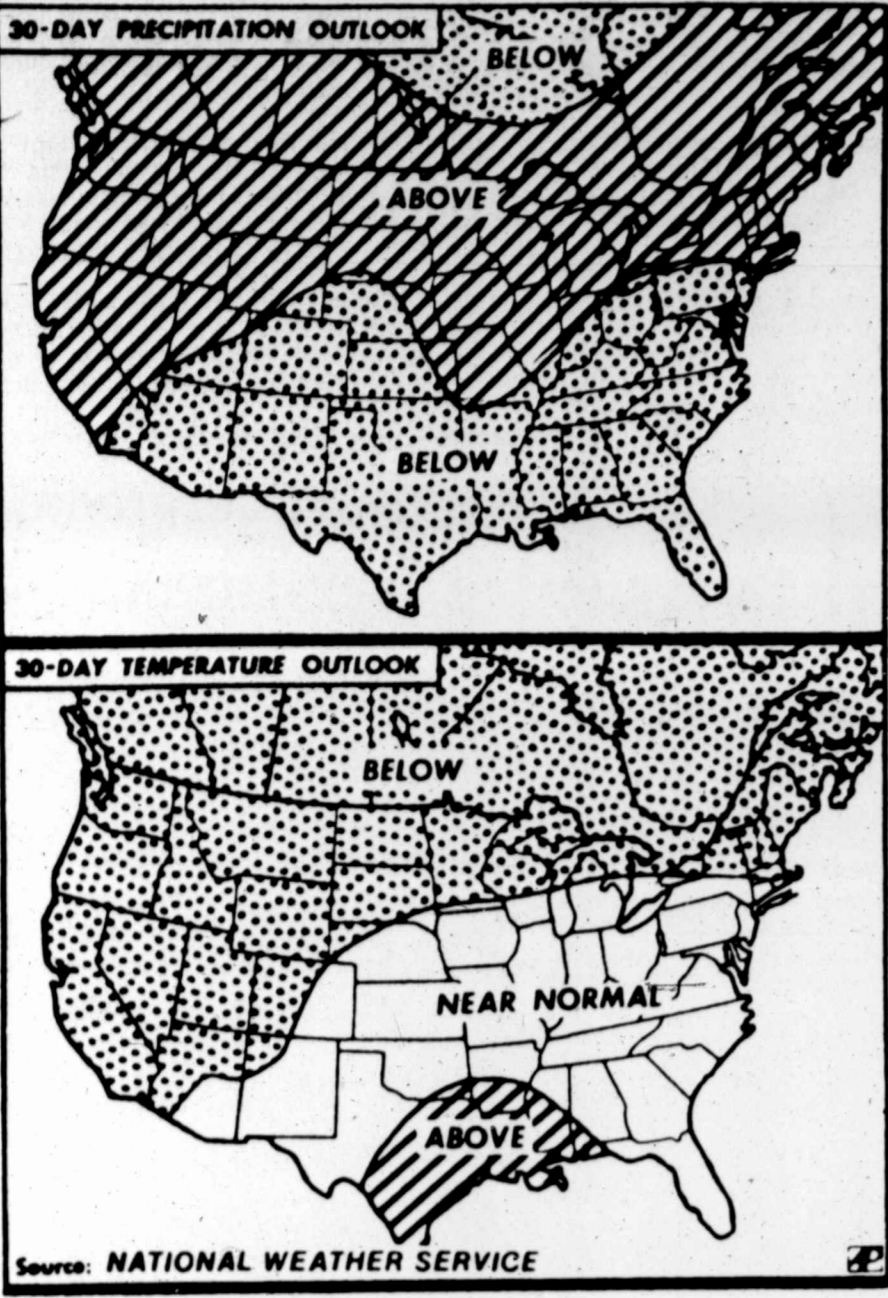 30-DAY PRECIPITATION OUTLOOK
BELOW
ABOVE
BELOW
30-DAY TEMPERATURE OUTLOOK
BELOW
NEAR NORMAL
ABOVE
Source: NATIONAL WEATHER SERVICE
AP